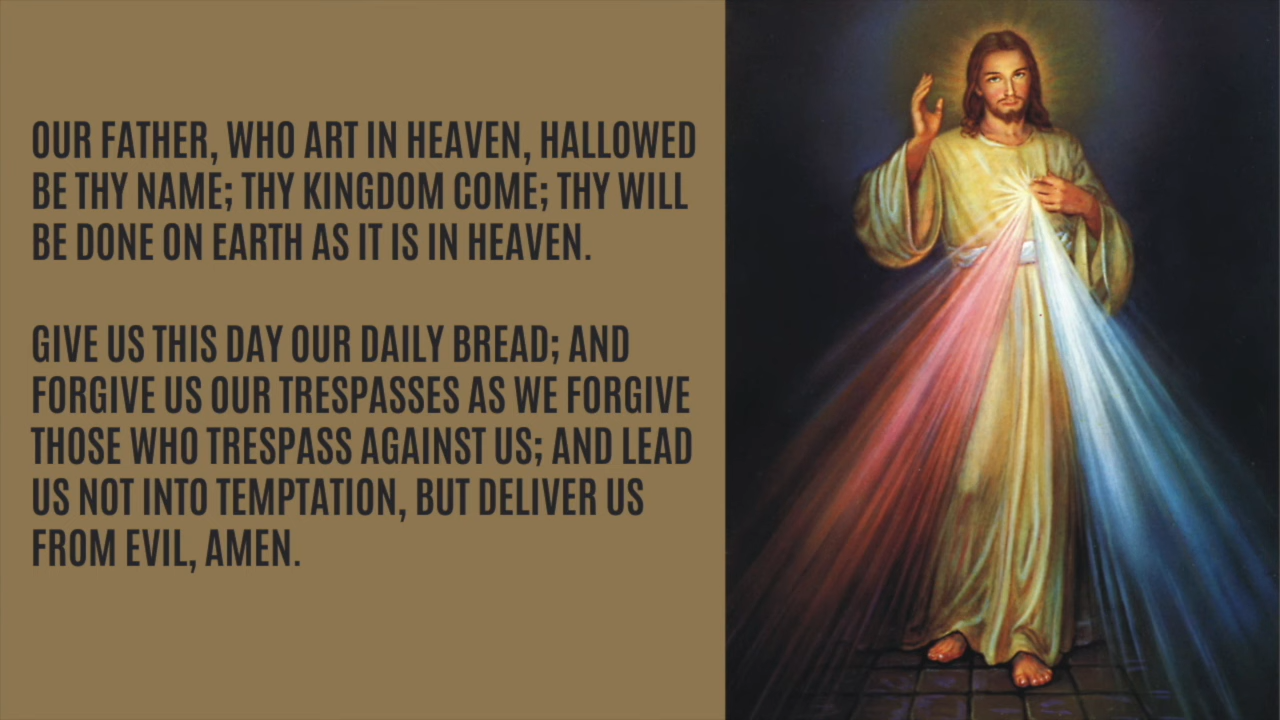 OUR FATHER, WHO ART IN HEAVEN, HALLOWED
BE THY NAME; THY KINGDOM COME; THY WILL
BE DONE ON EARTH AS IT IS IN HEAVEN.
GIVE US THIS DAY OUR DAILY BREAD; AND
FORGIVE US OUR TRESPASSES AS WE FORGIVE
THOSE WHO TRESPASS AGAINST US; AND LEAD
US NOT INTO TEMPTATION, BUT DELIVER US
FROM EVIL, AMEN.